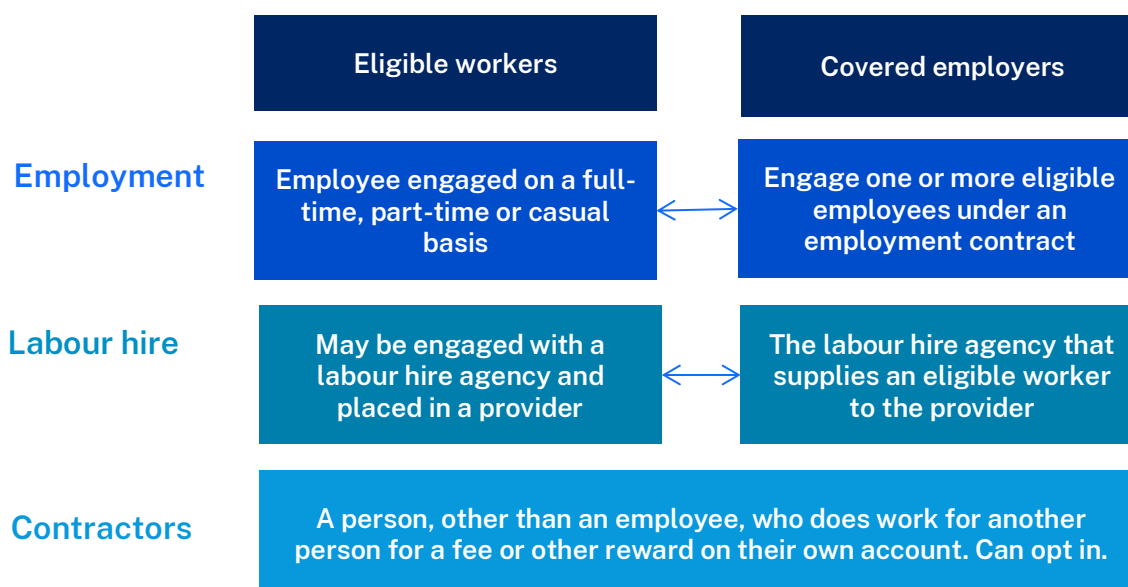 Eligible workers
Covered employers
Employment
Employee engaged on a full-
time, part-time or casual
basis
Engage one or more eligible
employees under an
employment contract
Labour hire
May be engaged with a
labour hire agency and
placed in a provider
The labour hire agency that
supplies an eligible worker
to the provider
Contractors
A person, other than an employee, who does work for another
person for a fee or other reward on their own account. Can opt in.